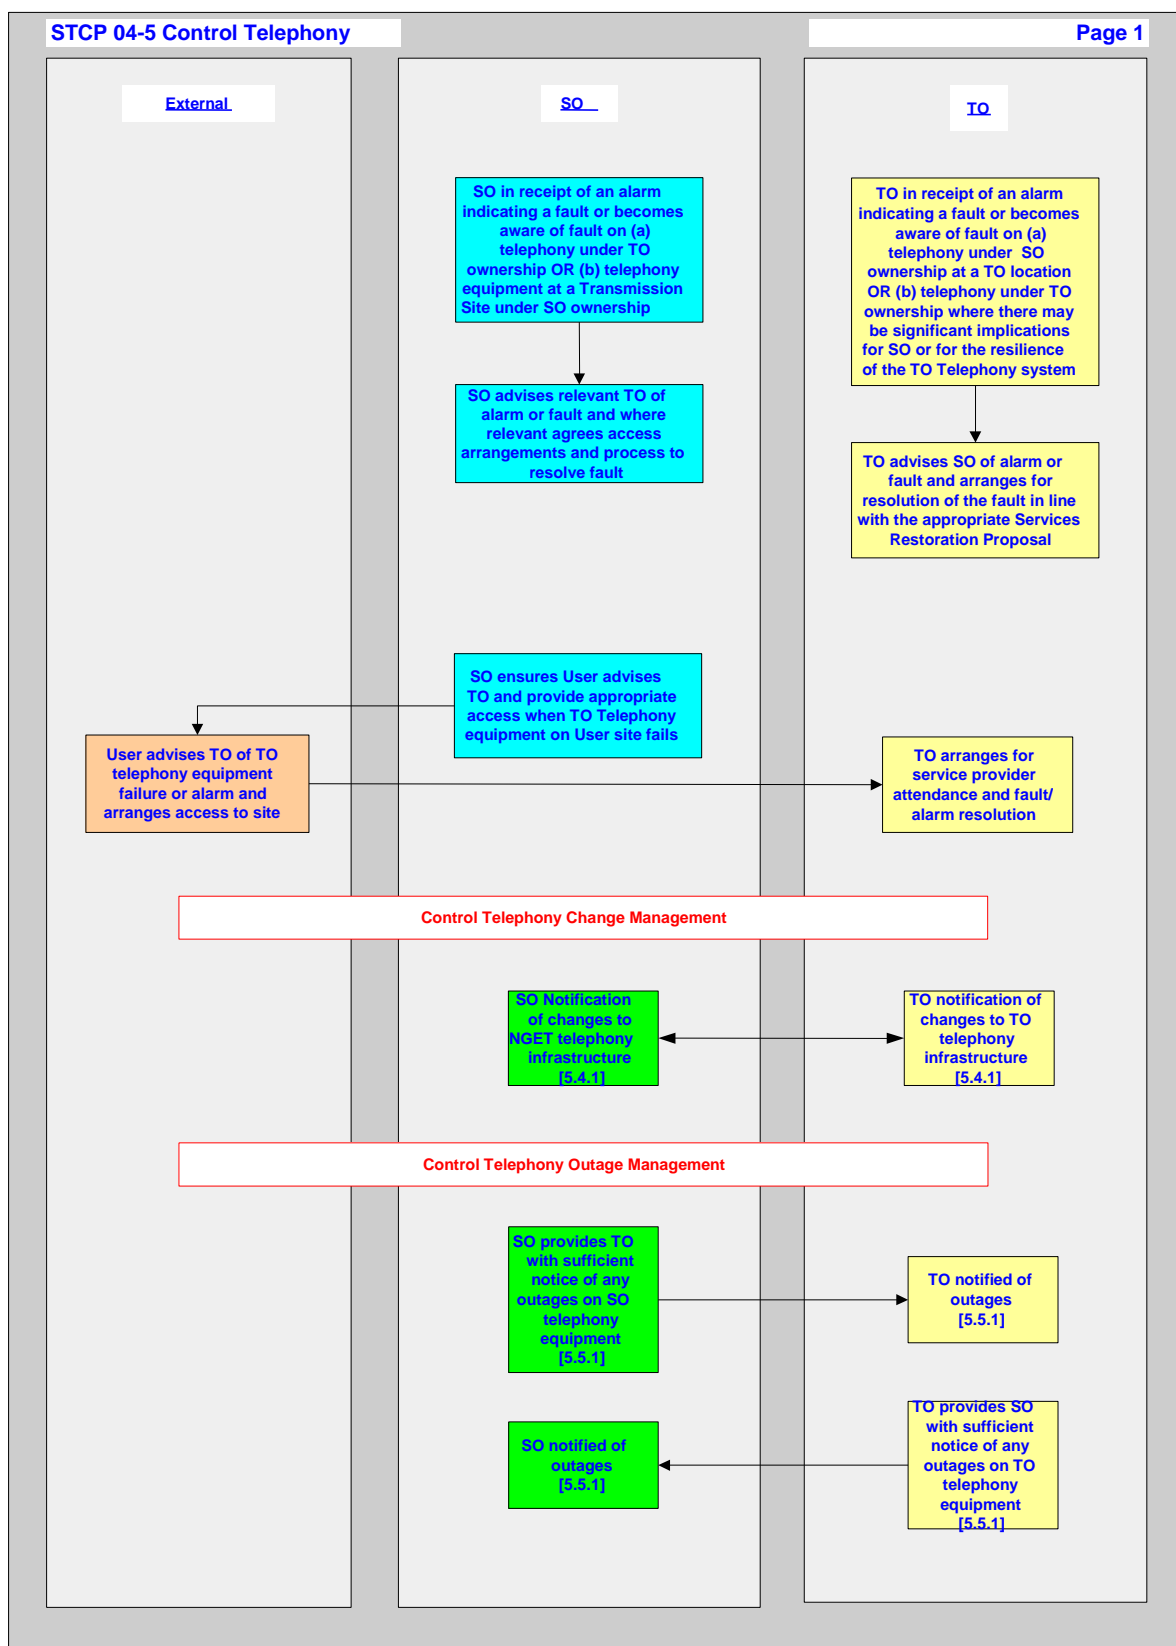 STCP 04-5 Control Telephony
Page 1
External
SO
TO
SO in receipt of an alarm
indicating a fault or becomes
aware of fault on (a)
telephony under TO
ownership OR (b) telephony
equipment at a Transmission
Site under SO ownership
TO in receipt of an alarm
indicating a fault or becomes
aware of fault on (a)
telephony under SO
ownership at a TO location
OR (b) telephony under TO
ownership where there may
be significant implications
for SO or for the resilience
of the TO Telephony system
SO advises relevant TO of
alarm or fault and where
relevant agrees access
arrangements and process to
resolve fault
TO advises SO of alarm or
fault and arranges for
resolution of the fault in line
with the appropriate Services
Restoration Proposal
SO ensures User advises
TO and provide appropriate
access when TO Telephony
equipment on User site fails
User advises TO of TO
telephony equipment
failure or alarm and
arranges access to site
TO arranges for
service provider
attendance and fault/
alarm resolution
Control Telephony Change Management
SO Notification
of changes to
NGET telephony
infrastructure
[5.4.1]
TO notification of
changes to TO
telephony
infrastructure
[5.4.1]
Control Telephony Outage Management
SO provides TO
with sufficient
notice of any
outages on SO
telephony
equipment
[5.5.1]
TO notified of
outages
[5.5.1]
SO notified of
outages
[5.5.1]
TO provides SO
with sufficient
notice of any
outages on TO
telephony
equipment
[5.5.1]